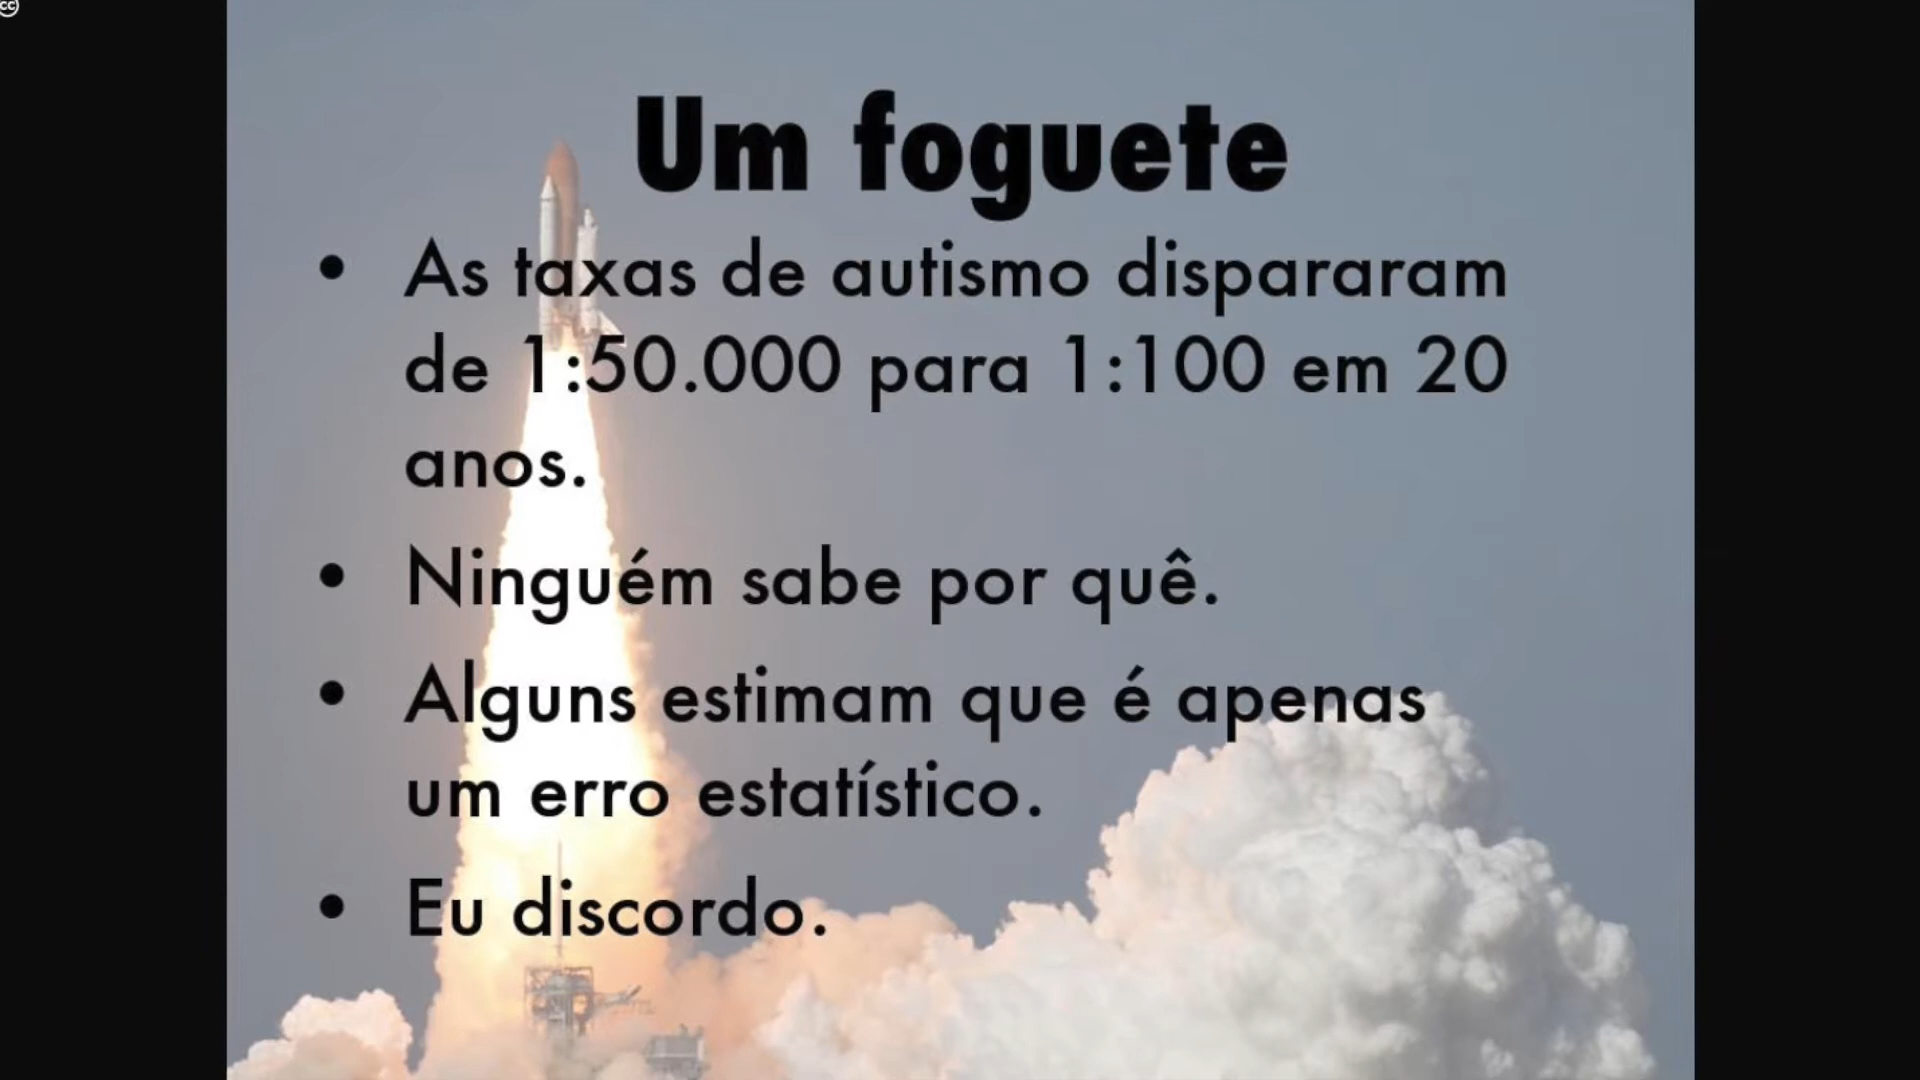 cc
Um foguete
• As taxas de autismo dispararam
de 1:50.000 para 1:100 em 20
anos.
• Ninguém sabe por quê.
• Alguns estimam que é apenas
um erro estatístico.
• Eu discordo.